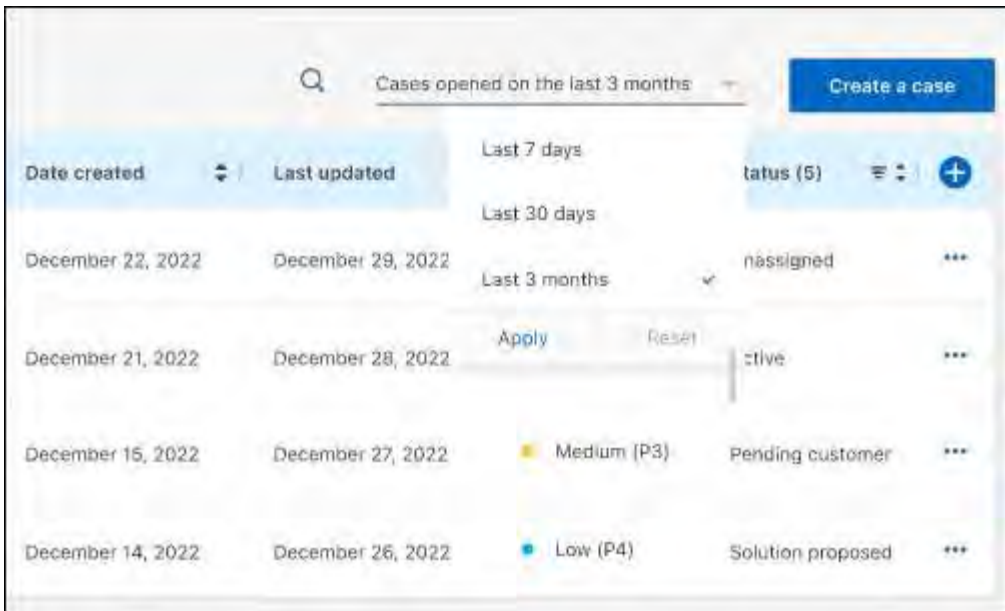 Cases opened on the last 3 months
Create a case
Date created
Last updated
tatus (5)
Last 7 days
Last 30 days
Last 3 months
Apply
Reset
December 22, 2022
December 29, 2022
nassigned
December 21, 2022
December 28, 2022
ctive
December 15, 2022
December 27, 2022
Medium (P3)
Pending customer
December 14, 2022
December 26, 2022
Low (P4)
Solution proposed